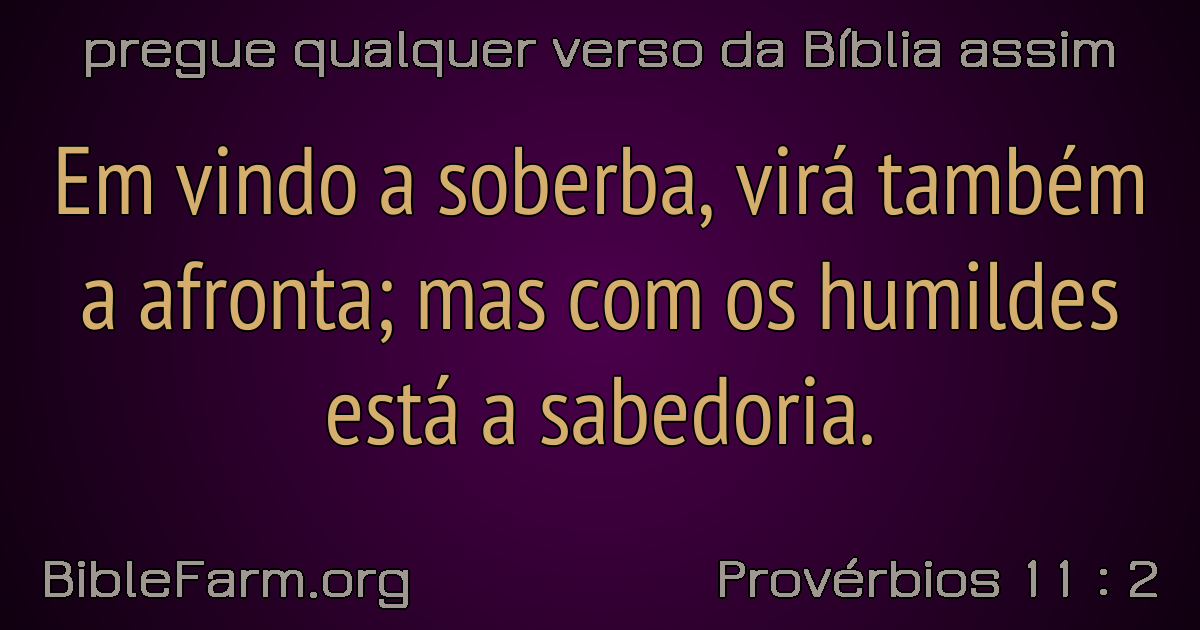 pregue qualquer verso da Bíblia assim
Em vindo a soberba, virá também
a afronta; mas com os humildes
está a sabedoria.
BibleFarm.org
Provérbios 11 : 2